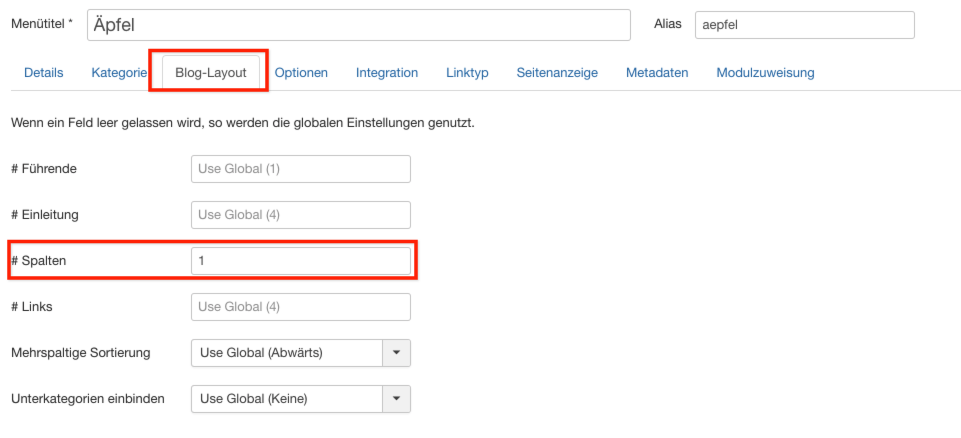 Menütitel * Äpfel Alias aepfel
Details Kategorie Blog-Layout Optionen Integration Linktyp Seitenanzeige Metadaten Modulzuweisung
Wenn ein Feld leer gelassen wird, so werden die globalen Einstellungen genutzt.
# Führende Use Global (1)
# Einleitung Use Global (4)
# Spalten 1
# Links Use Global (4)
Mehrspaltige Sortierung Use Global (Abwärts)
Unterkategorien einbinden Use Global (Keine)